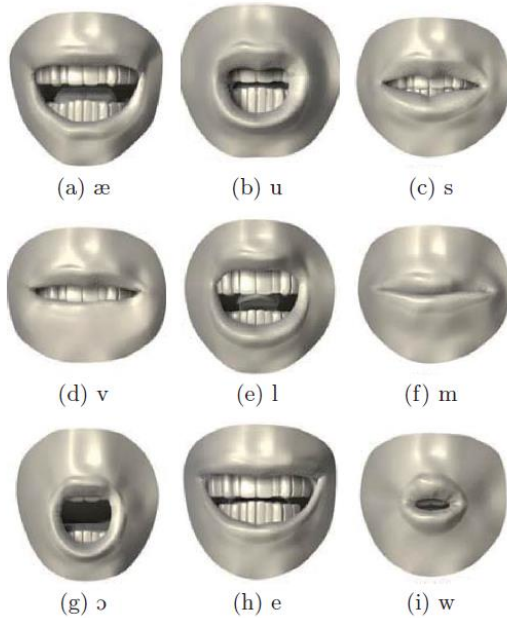 (a) æ
(b) u
(c) s
(d) v
(e) l
(f) m
(g) ɔ
(h) e
(i) w